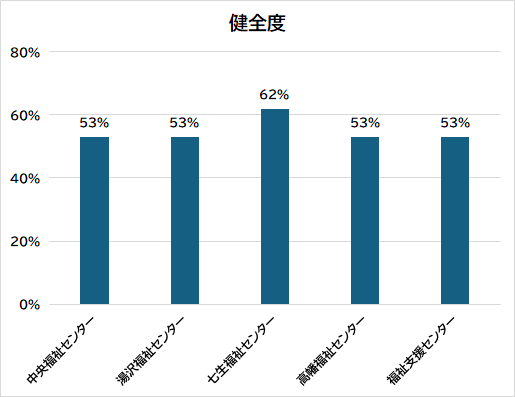 健全度
80%
60%
40%
20%
0%
53%
53%
62%
53%
53%
中央福祉センター
湯沢福祉センター
七生福祉センター
高幡福祉センター
福祉支援センター